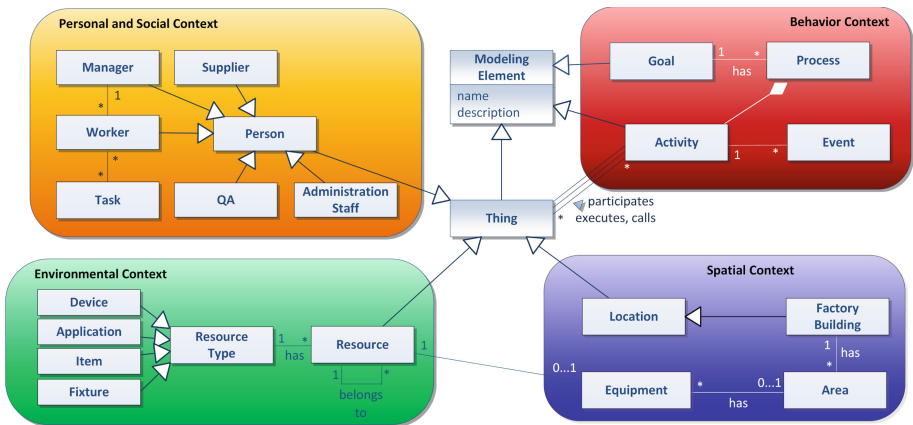 Personal and Social Context
Manager
Supplier
1
*
Worker
Person
*
*
Task
QA
Administration
Staff
Modeling
Element
name
description
Thing
*
*
participates
executes, calls
Behavior Context
Goal
1
*
has
Process
Activity
1
*
Event
Environmental Context
Device
Application
Item
Fixture
Resource
Type
1
*
has
Resource
1
1
*
belongs
to
Spatial Context
Location
Factory
Building
1
has
*
0...1
Equipment
*
0...1
has
Area